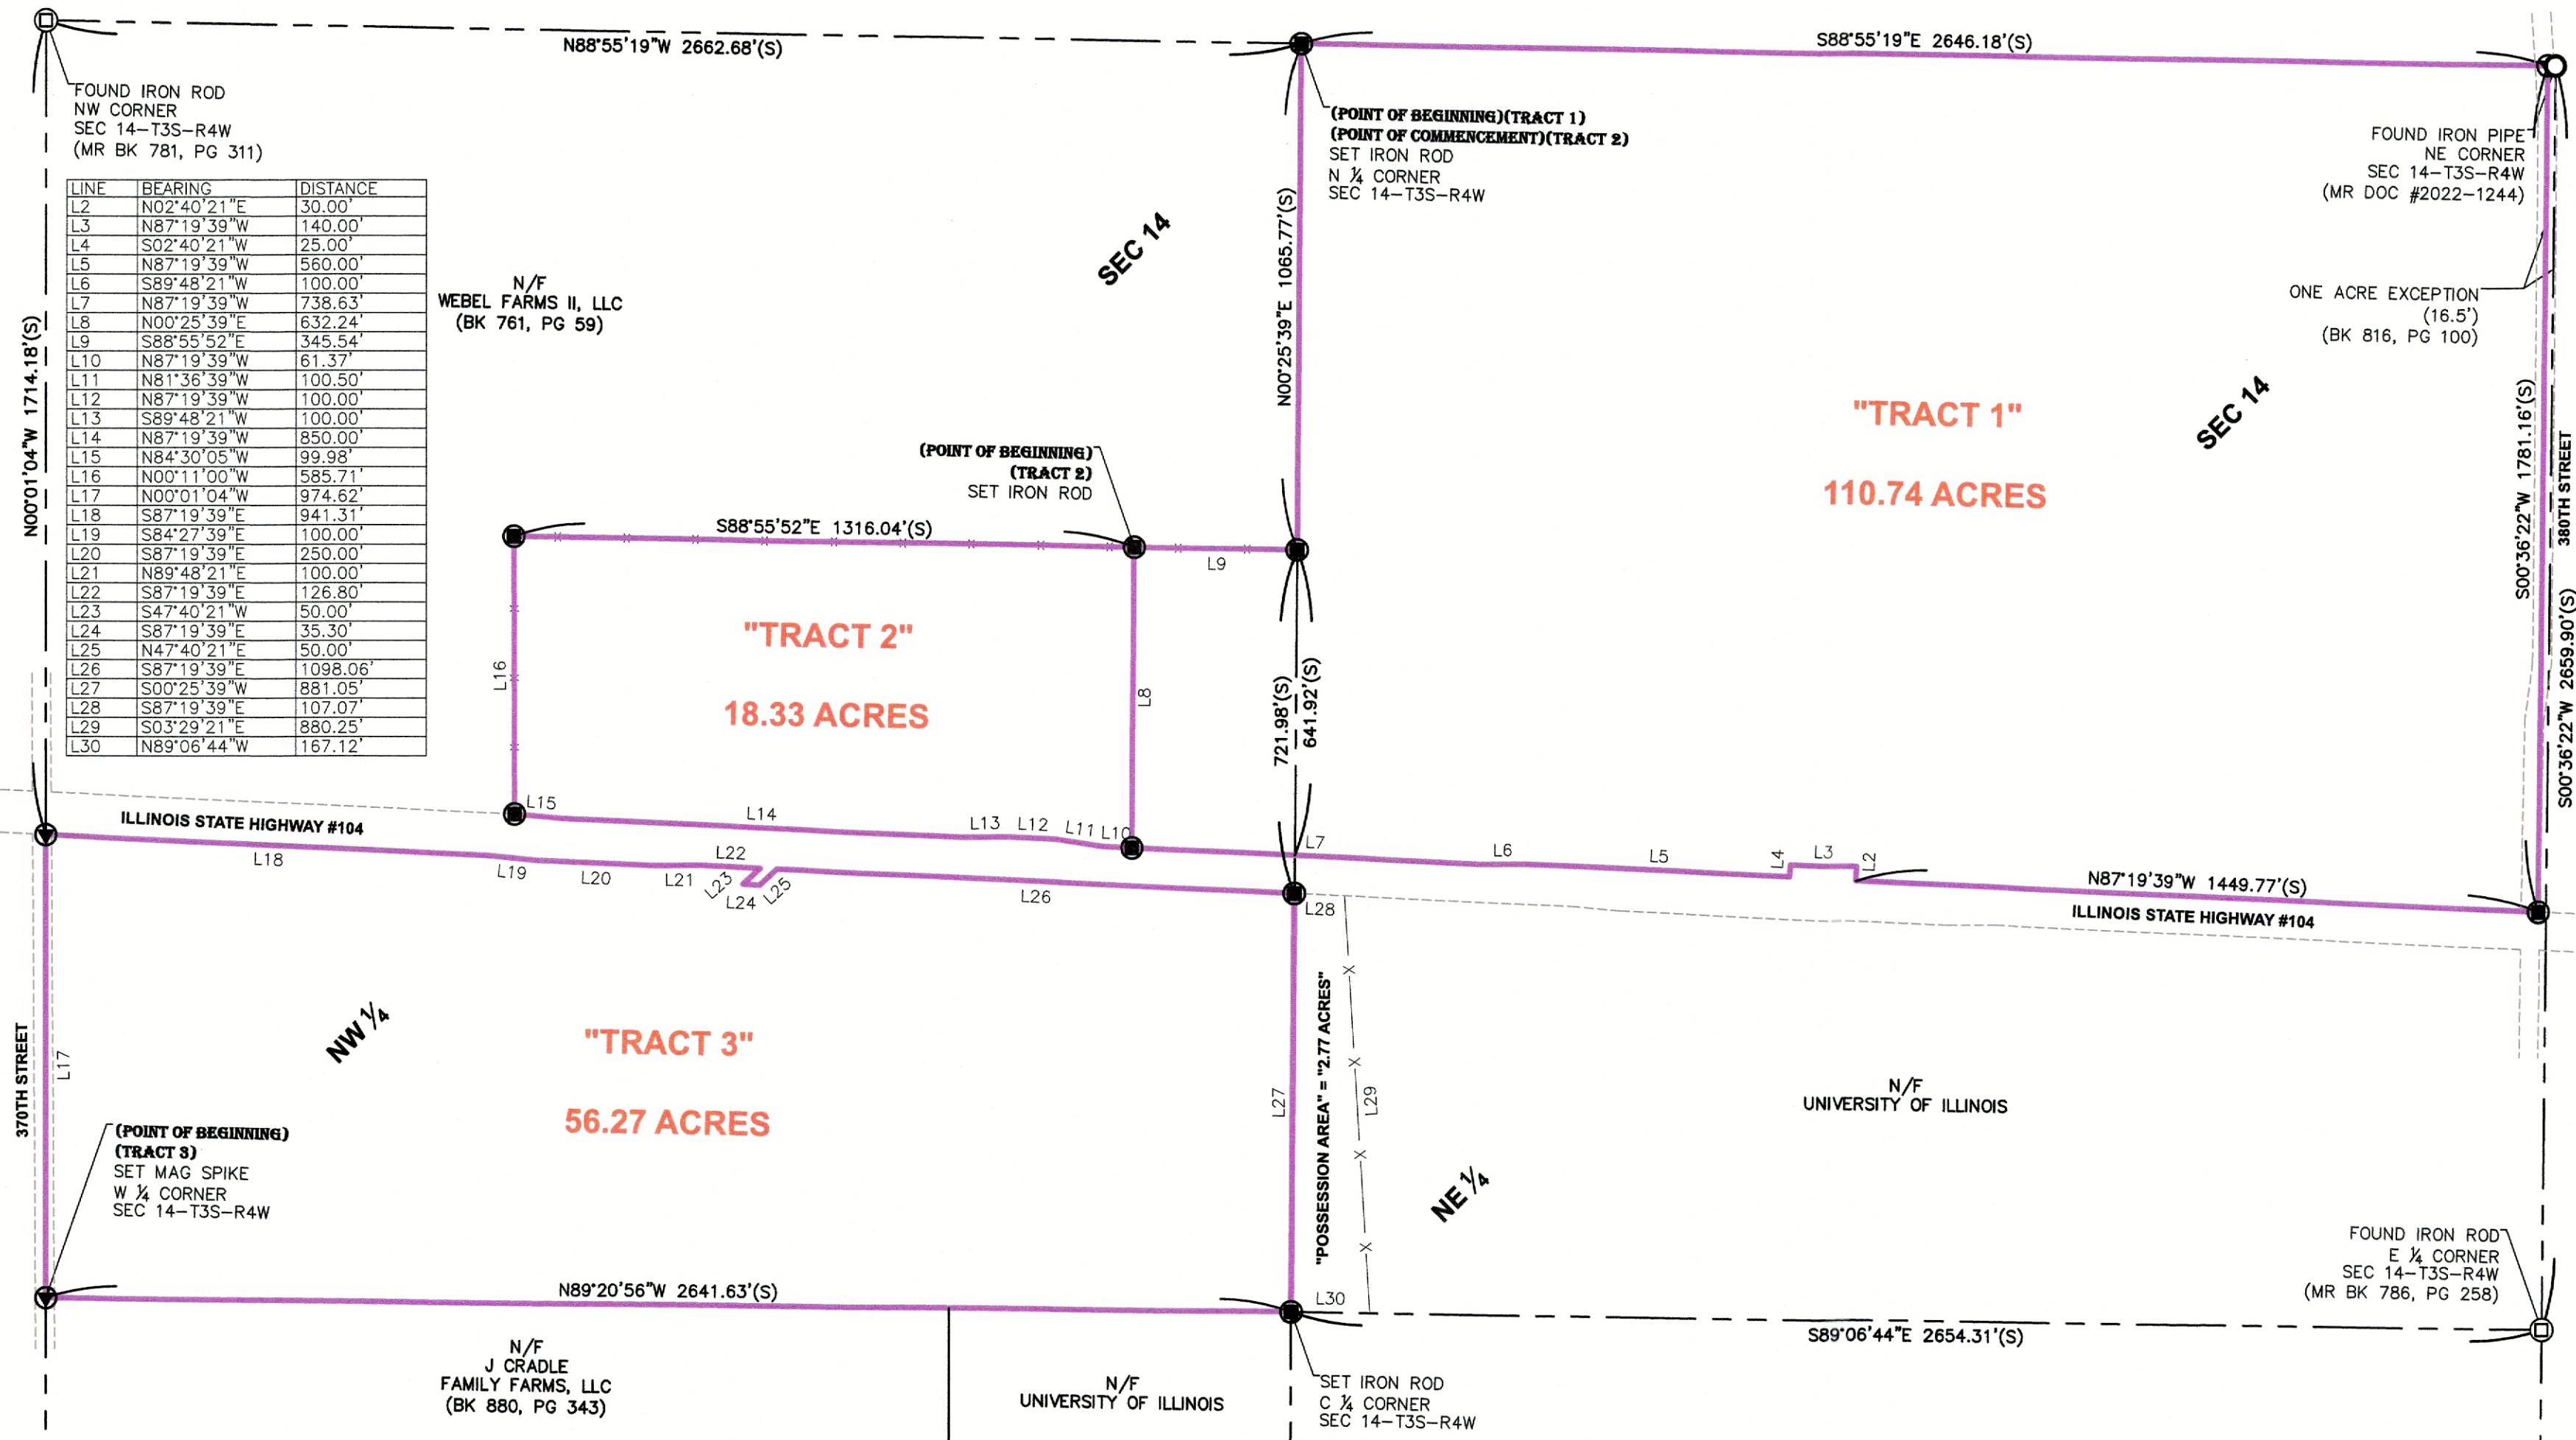 N88°55'19"W 2662.68'(S)
S88°55'19"E 2646.18'(S)
FOUND IRON ROD
NW CORNER
SEC 14-T3S-R4W
(MR BK 781, PG 311)
(POINT OF BEGINNING)(TRACT 1)
(POINT OF COMMENCEMENT)(TRACT 2)
SET IRON ROD
N ¼ CORNER
SEC 14-T3S-R4W
FOUND IRON PIPE
NE CORNER
SEC 14-T3S-R4W
(MR DOC #2022-1244)
LINE BEARING DISTANCE
L2 N02°40'21"E 30.00'
L3 N87°19'39"W 140.00'
L4 S02°40'21"W 25.00'
L5 N87°19'39"W 560.00'
L6 S89°48'21"W 100.00'
L7 N87°19'39"W 738.63'
L8 N00°25'39"E 632.24'
L9 S88°55'52"E 345.54'
L10 N87°19'39"W 61.37'
L11 N81°36'39"W 100.50'
L12 N87°19'39"W 100.00'
L13 S89°48'21"W 100.00'
L14 N87°19'39"W 850.00'
L15 N84°30'05"W 99.98'
L16 N00°11'00"W 585.71'
L17 N00°01'04"W 974.62'
L18 S87°19'39"E 941.31'
L19 S84°27'39"E 100.00'
L20 S87°19'39"E 250.00'
L21 N89°48'21"E 100.00'
L22 S87°19'39"E 126.80'
L23 S47°40'21"W 50.00'
L24 S87°19'39"E 35.30'
L25 N47°40'21"E 50.00'
L26 S87°19'39"E 1098.06'
L27 S00°25'39"W 881.05'
L28 S87°19'39"E 107.07'
L29 S03°29'21"E 880.25'
L30 N89°06'44"W 167.12'
N00°01'04"W 1714.18'(S)
N/F
WEBEL FARMS II, LLC
(BK 761, PG 59)
SEC 14
N00°25'39"E 1065.77'(S)
ONE ACRE EXCEPTION
(16.5')
(BK 816, PG 100)
"TRACT 1"
110.74 ACRES
SEC 14
S00°36'22"W 1781.16'(S)
380TH STREET
S00°36'22"W 2659.90'(S)
(POINT OF BEGINNING)
(TRACT 2)
SET IRON ROD
S88°55'52"E 1316.04'(S)
L9
"TRACT 2"
18.33 ACRES
L16
L8
721.98'(S)
641.92'(S)
L15
L14
L13
L12
L11
L10
L7
L6
L5
L4
L3
L2
N87°19'39"W 1449.77'(S)
ILLINOIS STATE HIGHWAY #104
ILLINOIS STATE HIGHWAY #104
L18
L19
L20
L21
L22
L23
L24
L25
L26
L28
370TH STREET
L17
NW ¼
"TRACT 3"
56.27 ACRES
L27
"POSSESSION AREA" = "2.77 ACRES"
L29
N/F
UNIVERSITY OF ILLINOIS
NE ¼
(POINT OF BEGINNING)
(TRACT 3)
SET MAG SPIKE
W ¼ CORNER
SEC 14-T3S-R4W
FOUND IRON ROD
E ¼ CORNER
SEC 14-T3S-R4W
(MR BK 786, PG 258)
N89°20'56"W 2641.63'(S)
L30
S89°06'44"E 2654.31'(S)
N/F
J CRADLE
FAMILY FARMS, LLC
(BK 880, PG 343)
N/F
UNIVERSITY OF ILLINOIS
SET IRON ROD
C ¼ CORNER
SEC 14-T3S-R4W